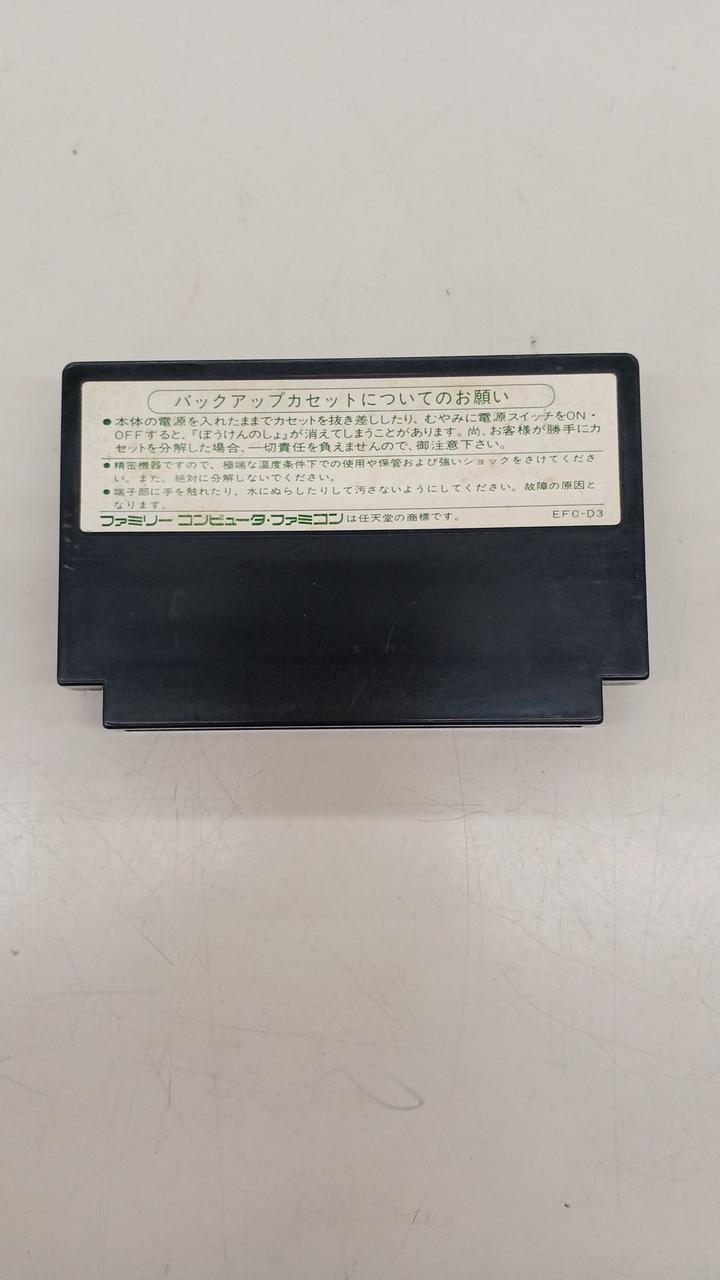 バックアップカセットについてのお願い
●本体の電源を入れたままでカセットを抜き差ししたり、むやみに電源スイッチをON・
OFFすると、『ぼうけんのしょ』が消えてしまうことがあります。尚、お客様が勝手にカ
セットを分解した場合、一切責任を負えませんので、御注意下さい。
●精密機器ですので、極端な温度条件下での使用や保管および強いショックをさけてくださ
い。また、絶対に分解しないでください。
●端子部に手を触れたり、水にぬらしたりして汚さないようにしてください。故障の原因と
なります。
ファミリー コンピュータ・ファミコンは任天堂の商標です。 EFC-D3